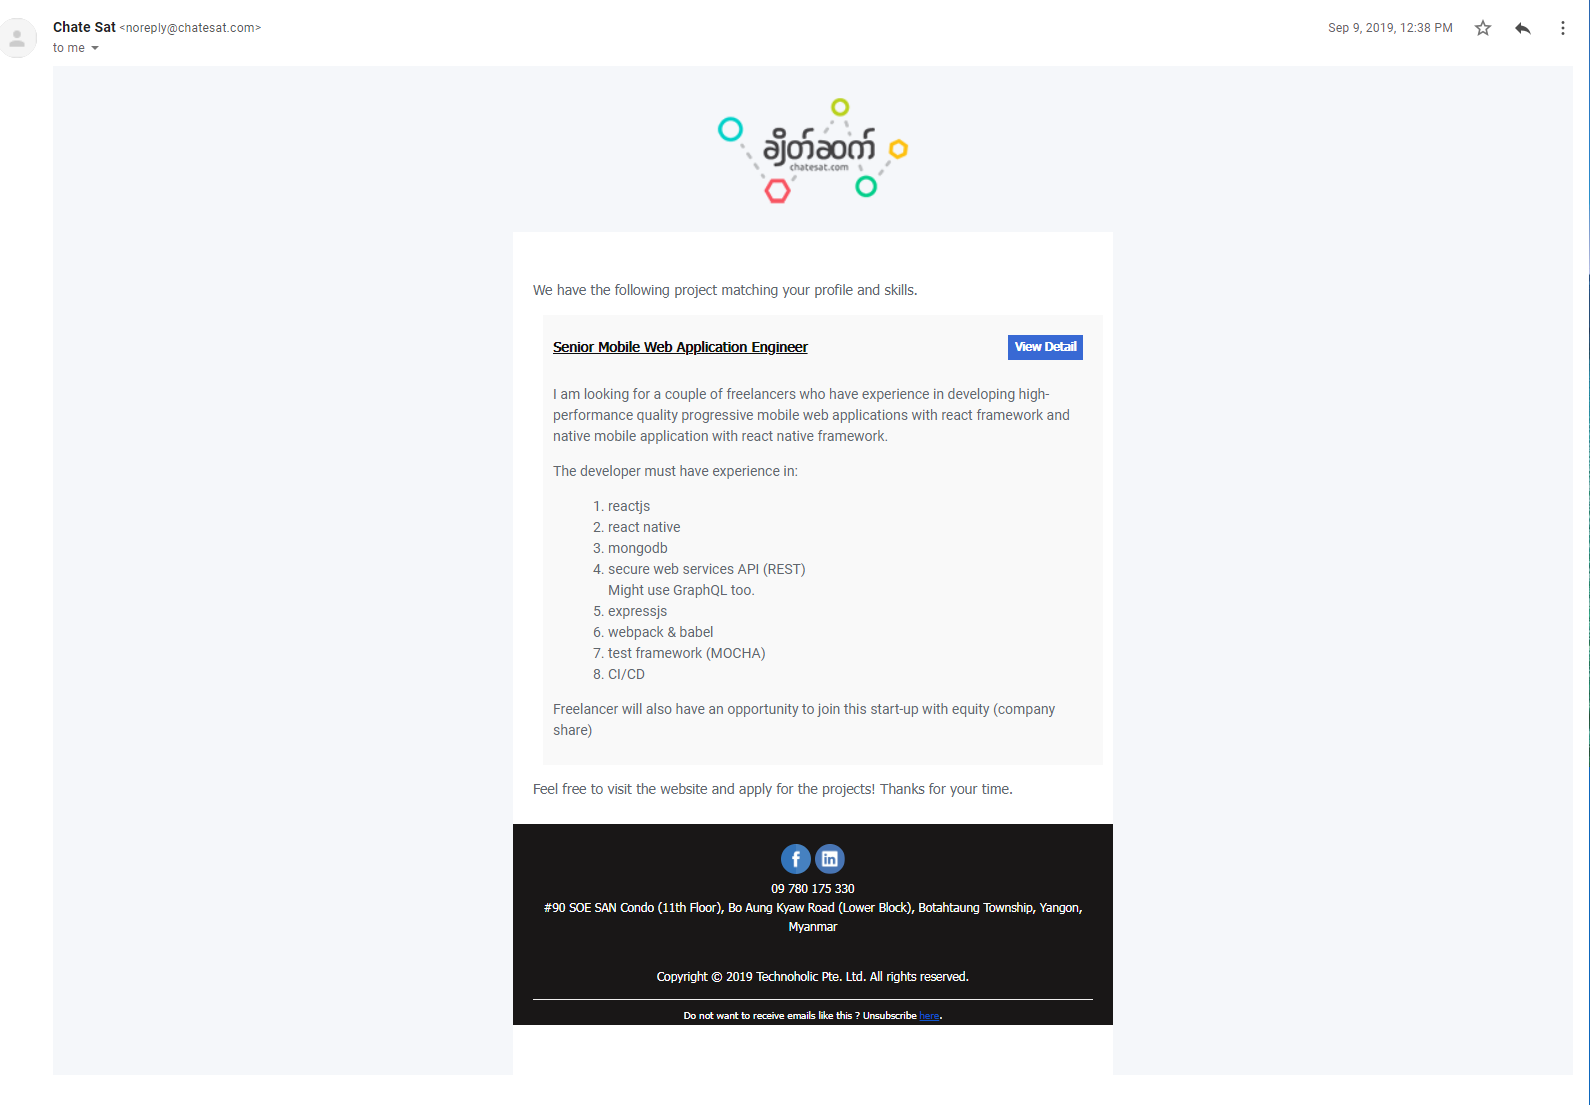 Chate Sat <noreply@chatesat.com>
Sep 9, 2019, 12:38 PM
to me
ချိတ်ဆက်
chatesat.com
We have the following project matching your profile and skills.
Senior Mobile Web Application Engineer
View Detail
I am looking for a couple of freelancers who have experience in developing high-
performance quality progressive mobile web applications with react framework and
native mobile application with react native framework.
The developer must have experience in:
1. reactjs
2. react native
3. mongodb
4. secure web services API (REST)
Might use GraphQL too.
5. expressjs
6. webpack & babel
7. test framework (MOCHA)
8. CI/CD
Freelancer will also have an opportunity to join this start-up with equity (company
share)
Feel free to visit the website and apply for the projects! Thanks for your time.
f in
09 780 175 330
#90 SOE SAN Condo (11th Floor), Bo Aung Kyaw Road (Lower Block), Botahtaung Township, Yangon,
Myanmar
Copyright © 2019 Technoholic Pte. Ltd. All rights reserved.
Do not want to receive emails like this ? Unsubscribe here.